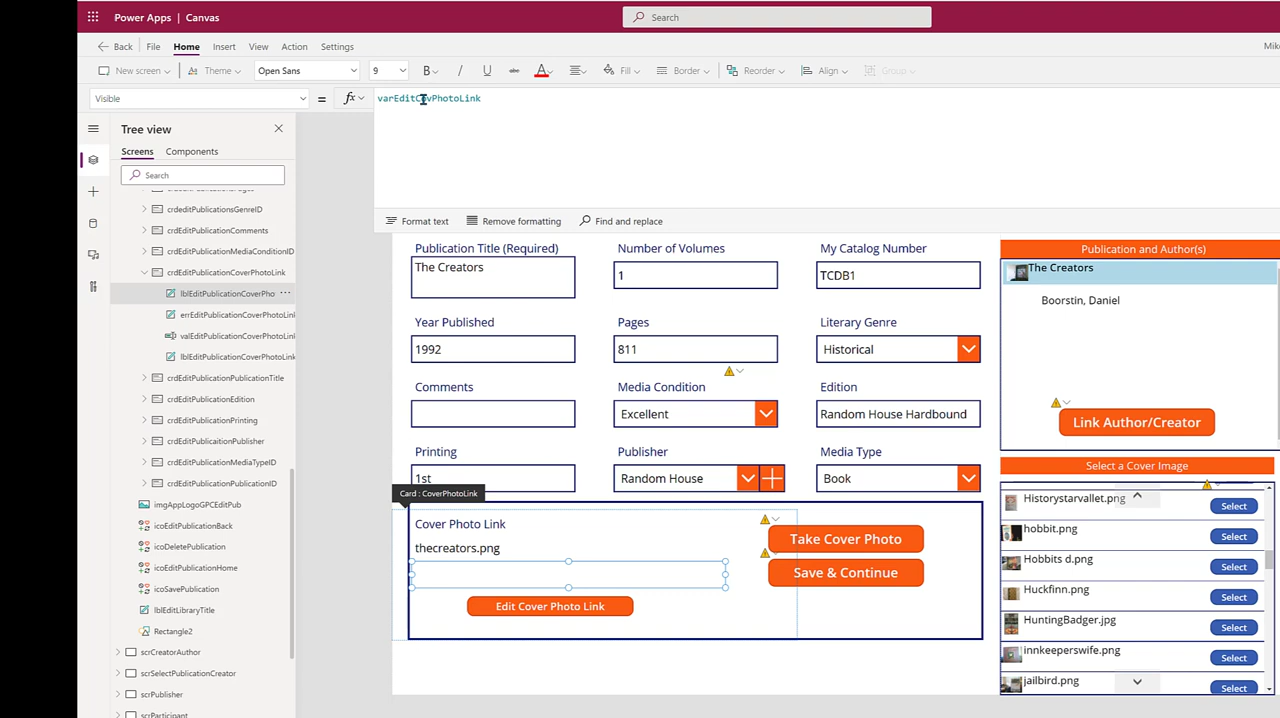 Power Apps | Canvas
Search
Back File Home Insert View Action Settings
Mik
New screen Theme Open Sans 9 B / U abc A Fill Border Reorder Align Group
Visible = fx varEditCovPhotoLink
Tree view
Screens Components
Search
crdeditPublicationsGenreID
crdEditPublicationComments
crdEditPublicationMediaConditionID
crdEditPublicationCoverPhotoLink
lblEditPublicationCoverPho ...
errEditPublicationCoverPhotoLink
valEditPublicationCoverPhotoLink
lblEditPublicationCoverPhotoLink
crdEditPublicationPublicationTitle
crdEditPublicationEdition
crdEditPublicationPrinting
crdEditPublicaitionPublisher
crdEditPublicationMediaTypeID
crdEditPublicationPublicationID
imgAppLogoGPCEditPub
icoEditPublicationBack
icoDeletePublication
icoEditPublicationHome
icoSavePublication
lblEditLibraryTitle
Rectangle2
scrCreatorAuthor
scrSelectPublicationCreator
scrPublisher
scrParticipant
Format text Remove formatting Find and replace
Publication Title (Required) Number of Volumes My Catalog Number
The Creators 1 TCDB1
Year Published Pages Literary Genre
1992 811 Historical
Comments Media Condition Edition
Excellent Random House Hardbound
Printing Publisher Media Type
1st Random House Book
Card : CoverPhotoLink
Cover Photo Link
thecreators.png
Take Cover Photo
Save & Continue
Edit Cover Photo Link
Publication and Author(s)
The Creators
Boorstin, Daniel
Link Author/Creator
Select a Cover Image
Historystarvallet.png Select
hobbit.png Select
Hobbits d.png Select
Huckfinn.png Select
HuntingBadger.jpg Select
innkeeperswife.png Select
jailbird.png Select